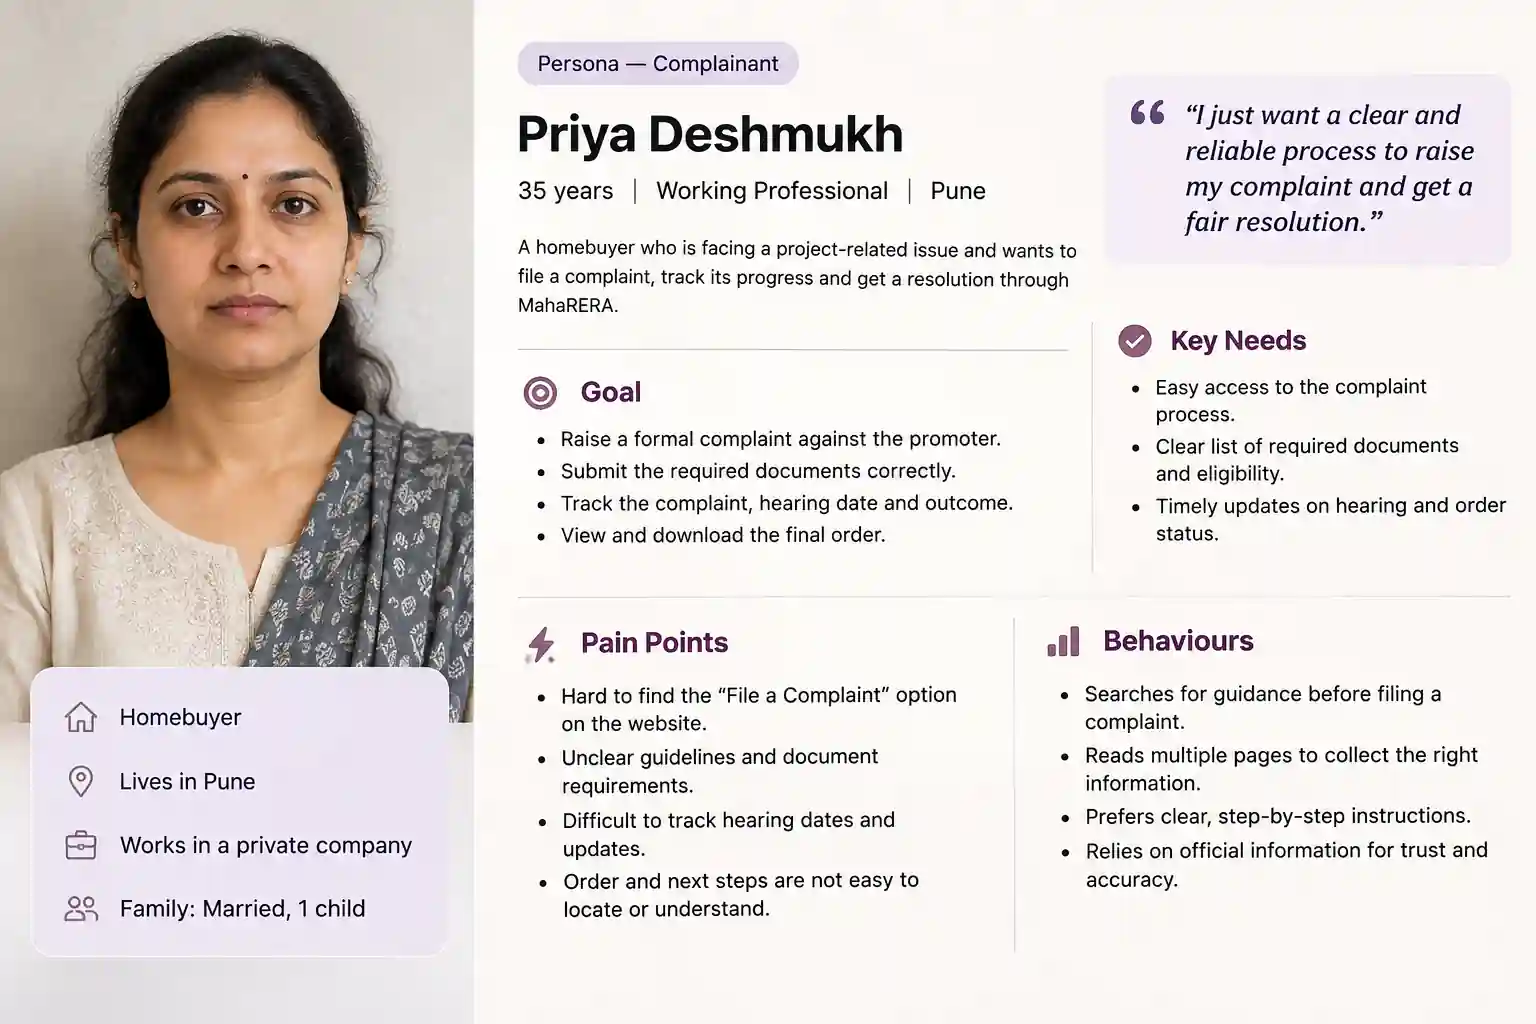 Persona — Complainant
Priya Deshmukh
35 years | Working Professional | Pune
A homebuyer who is facing a project-related issue and wants to
file a complaint, track its progress and get a resolution through
MahaRERA.
“I just want a clear and
reliable process to raise
my complaint and get a
fair resolution.”
Goal
• Raise a formal complaint against the promoter.
• Submit the required documents correctly.
• Track the complaint, hearing date and outcome.
• View and download the final order.
Key Needs
• Easy access to the complaint
process.
• Clear list of required documents
and eligibility.
• Timely updates on hearing and order
status.
Pain Points
• Hard to find the “File a Complaint” option
on the website.
• Unclear guidelines and document
requirements.
• Difficult to track hearing dates and
updates.
• Order and next steps are not easy to
locate or understand.
Behaviours
• Searches for guidance before filing a
complaint.
• Reads multiple pages to collect the right
information.
• Prefers clear, step-by-step instructions.
• Relies on official information for trust and
accuracy.
Homebuyer
Lives in Pune
Works in a private company
Family: Married, 1 child